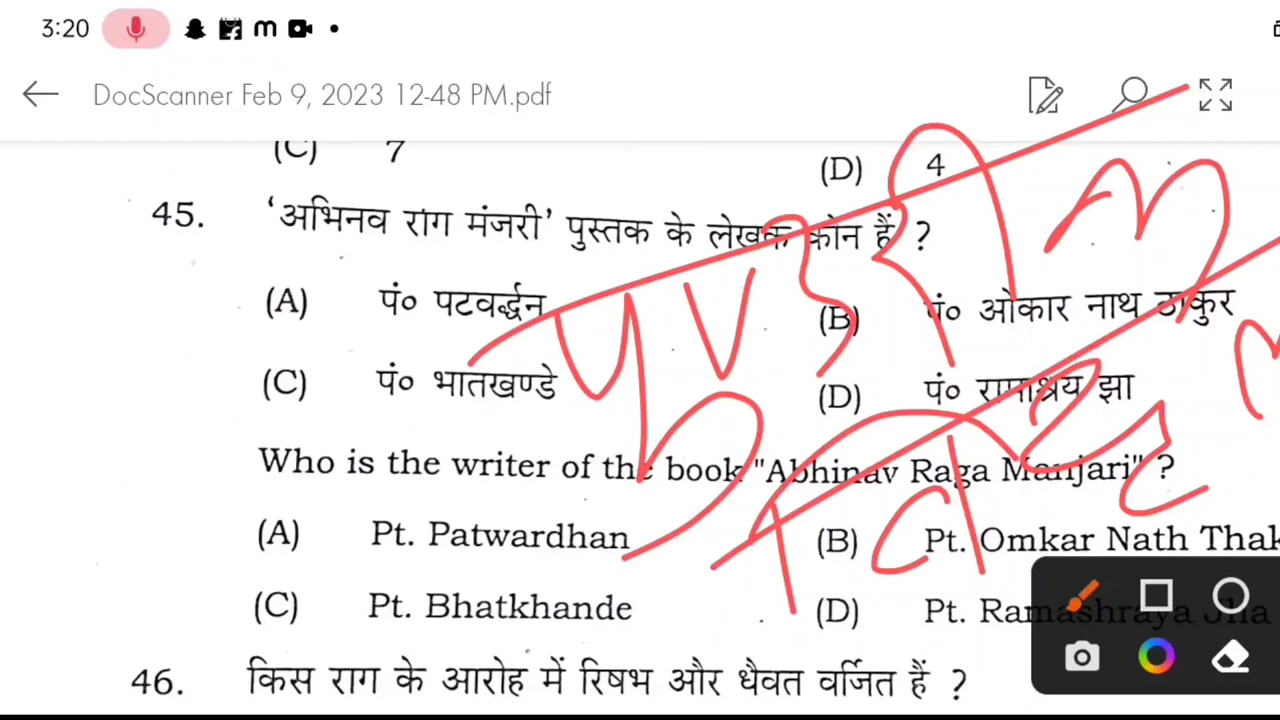 3:20
DocScanner Feb 9, 2023 12-48 PM.pdf
(C) 7 (D) 4
45. 'अभिनव राग मंजरी' पुस्तक के लेखक कोन हैं ?
(A) पं० पटवर्द्धन (B) पं० ओंकार नाथ ठाकुर
(C) पं० भातखण्डे (D) पं० रामाश्रय झा
Who is the writer of the book "Abhinav Raga Manjari" ?
(A) Pt. Patwardhan (B) Pt. Omkar Nath Thak
(C) Pt. Bhatkhande (D) Pt. Ramashraya Jha
46. किस राग के आरोह में रिषभ और धैवत वर्जित हैं ?